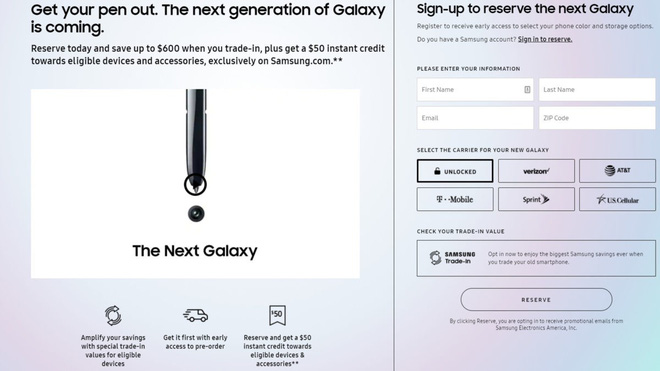 Get your pen out. The next generation of Galaxy
is coming.
Reserve today and save up to $600 when you trade-in, plus get a $50 instant credit
towards eligible devices and accessories, exclusively on Samsung.com.**
The Next Galaxy
Amplify your savings
with special trade-in
values for eligible
devices
Get it first with early
access to pre-order
$50
Reserve and get a $50
instant credit towards
eligible devices &
accessories**
Sign-up to reserve the next Galaxy
Register to receive early access to select your phone color and storage options.
Do you have a Samsung account? Sign in to reserve.
PLEASE ENTER YOUR INFORMATION
First Name
Last Name
Email
ZIP Code
SELECT THE CARRIER FOR YOUR NEW GALAXY
UNLOCKED
verizon
AT&T
T-Mobile
Sprint
U.S. Cellular
CHECK YOUR TRADE-IN VALUE
SAMSUNG
Trade-in
Opt in now to enjoy the biggest Samsung savings ever when
you trade your old smartphone.
RESERVE
By clicking Reserve, you are opting in to receive promotional emails from
Samsung Electronics America, Inc.